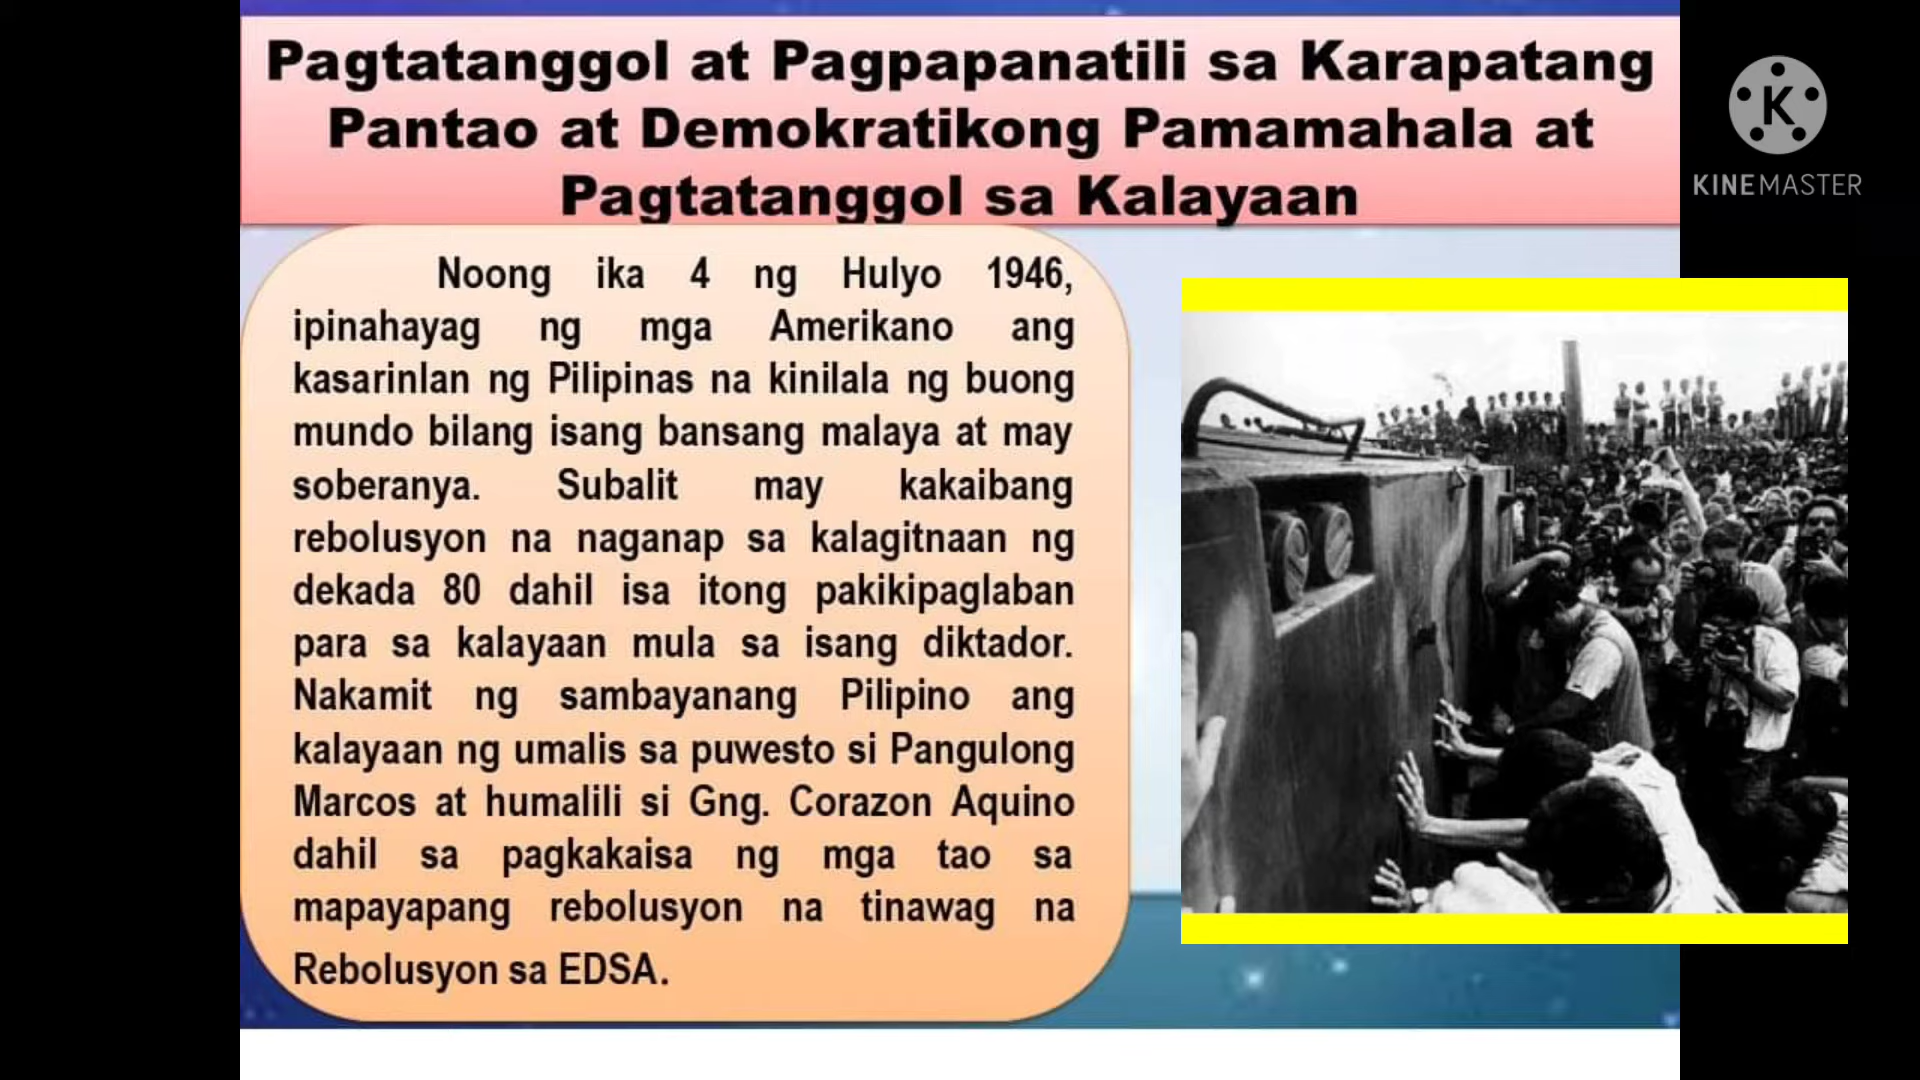 Pagtatanggol at Pagpapanatili sa Karapatang
Pantao at Demokratikong Pamamahala at
Pagtatanggol sa Kalayaan
Noong ika 4 ng Hulyo 1946,
ipinahayag ng mga Amerikano ang
kasarinlan ng Pilipinas na kinilala ng buong
mundo bilang isang bansang malaya at may
soberanya. Subalit may kakaibang
rebolusyon na naganap sa kalagitnaan ng
dekada 80 dahil isa itong pakikipaglaban
para sa kalayaan mula sa isang diktador.
Nakamit ng sambayanang Pilipino ang
kalayaan ng umalis sa puwesto si Pangulong
Marcos at humalili si Gng. Corazon Aquino
dahil sa pagkakaisa ng mga tao sa
mapayapang rebolusyon na tinawag na
Rebolusyon sa EDSA.
K
KINEMASTER